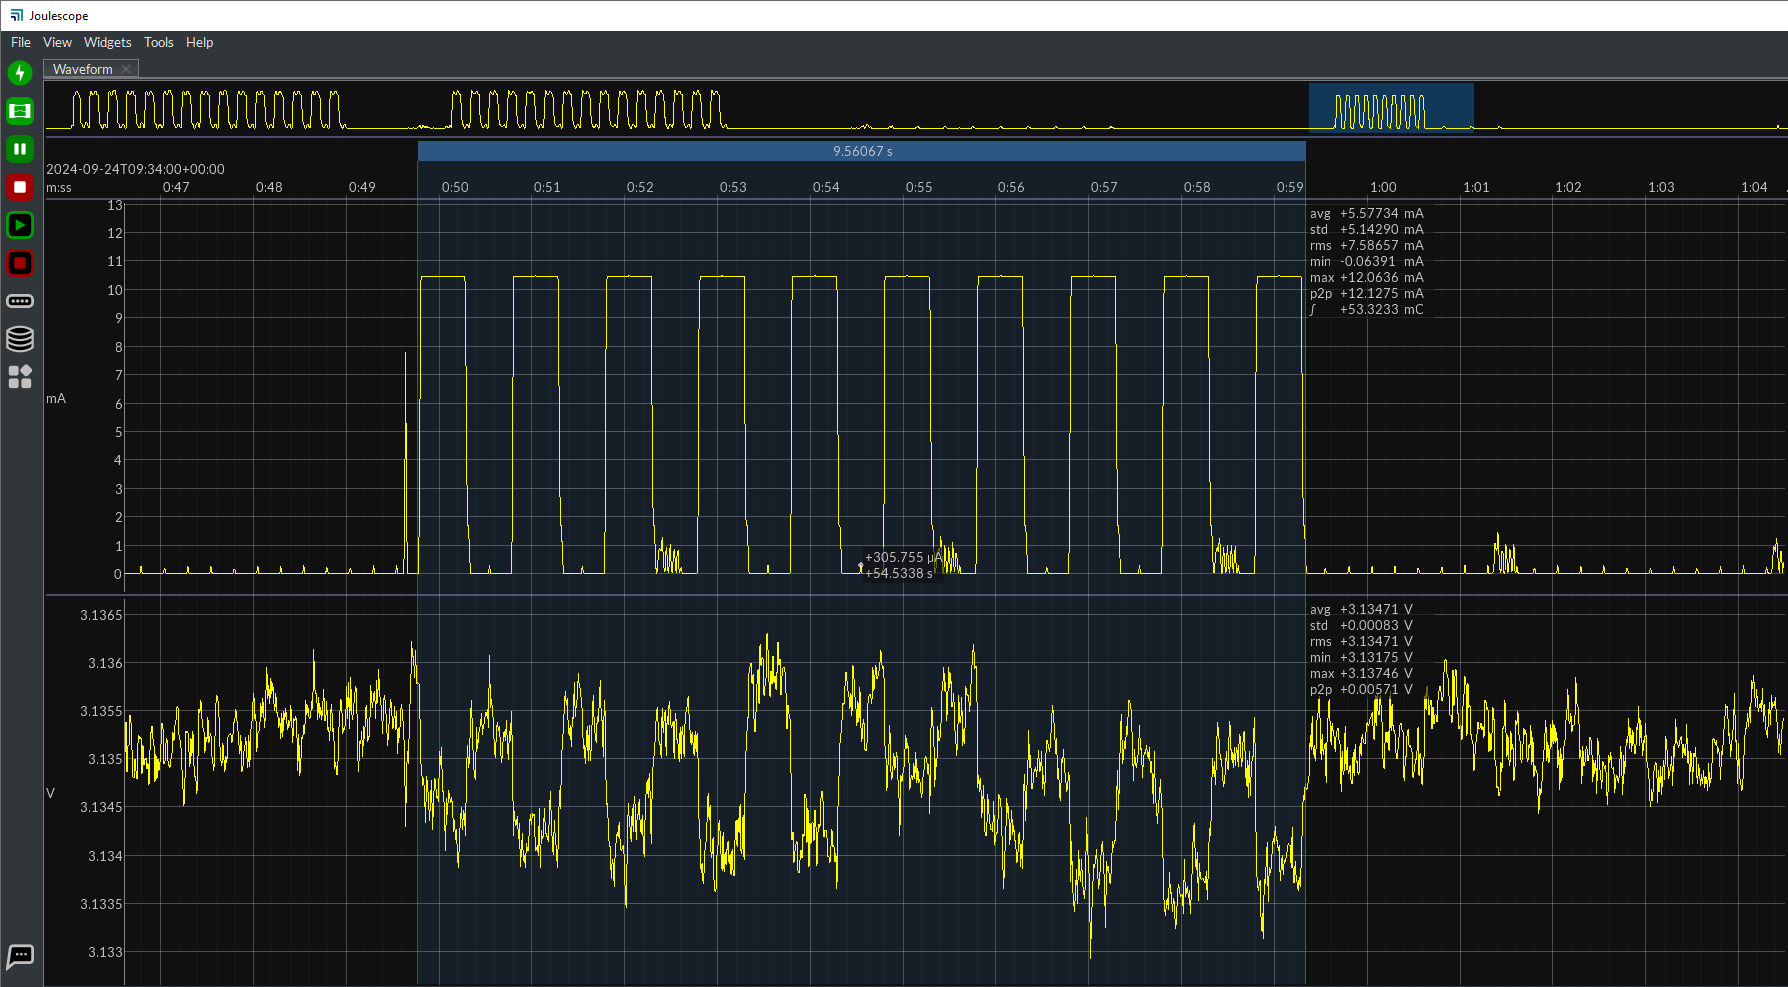 Joulescope
File View Widgets Tools Help
Waveform
9.56067 s
2024-09-24T09:34:00+00:00
m:ss 0:47 0:48 0:49 0:50 0:51 0:52 0:53 0:54 0:55 0:56 0:57 0:58 0:59 1:00 1:01 1:02 1:03 1:04
13
12
11
10
9
8
7
6
5
4
3
2
1
0
mA
avg +5.57734 mA
std +5.14290 mA
rms +7.58657 mA
min -0.06391 mA
max +12.0636 mA
p2p +12.1275 mA
∫ +53.3233 mC
+305.755 µA
+54.5338 s
3.1365
3.136
3.1355
3.135
3.1345
3.134
3.1335
3.133
V
avg +3.13471 V
std +0.00083 V
rms +3.13471 V
min +3.13175 V
max +3.13746 V
p2p +0.00571 V